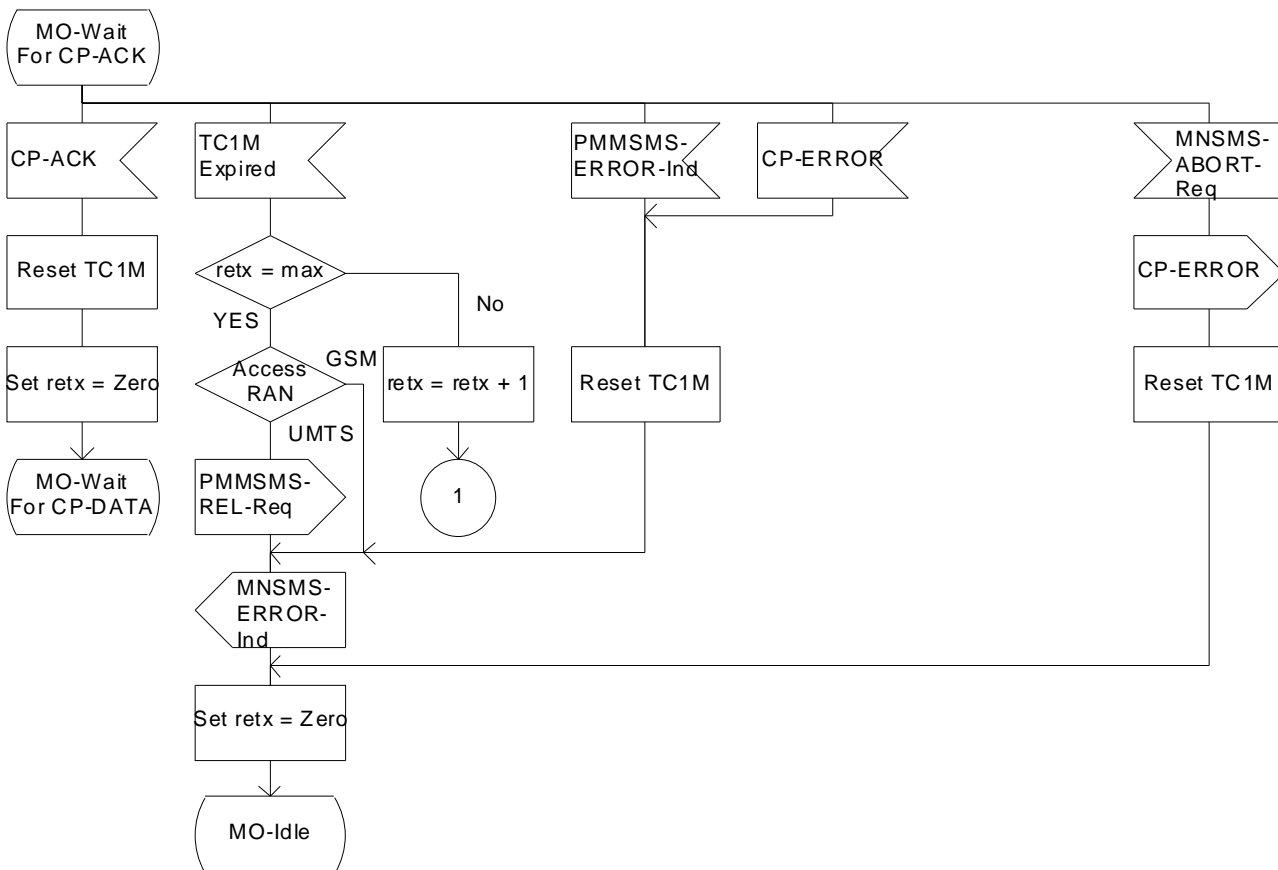 MO-Wait
For CP-ACK
CP-ACK
TC1M
Expired
PMMSMS-
ERROR-Ind
CP-ERROR
MNSMS-
ABORT-
Req
Reset TC1M
retx = max
No
YES
CP-ERROR
Set retx = Zero
Access
RAN
GSM
UMTS
retx = retx + 1
Reset TC1M
Reset TC1M
MO-Wait
For CP-DATA
PMMSMS-
REL-Req
1
MNSMS-
ERROR-
Ind
Set retx = Zero
MO-Idle